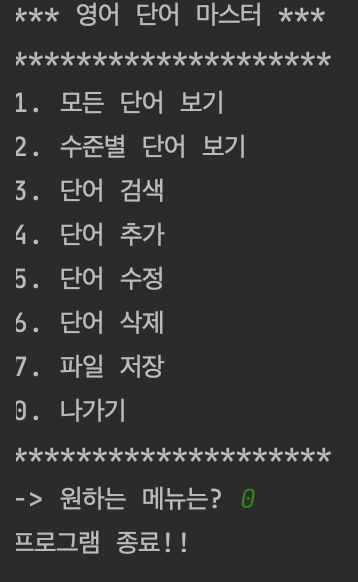 *** 영어 단어 마스터 ***
*********************
1. 모든 단어 보기
2. 수준별 단어 보기
3. 단어 검색
4. 단어 추가
5. 단어 수정
6. 단어 삭제
7. 파일 저장
0. 나가기
*********************
-> 원하는 메뉴는? 0
프로그램 종료!!